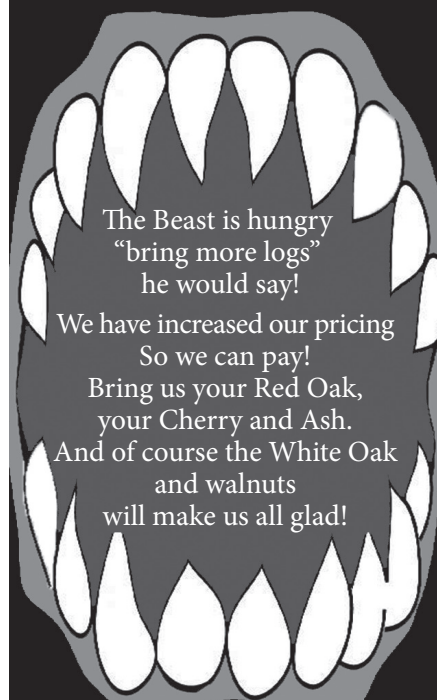 The Beast is hungry
“bring more logs”
he would say!
We have increased our pricing
So we can pay!
Bring us your Red Oak,
your Cherry and Ash.
And of course the White Oak
and walnuts
will make us all glad!